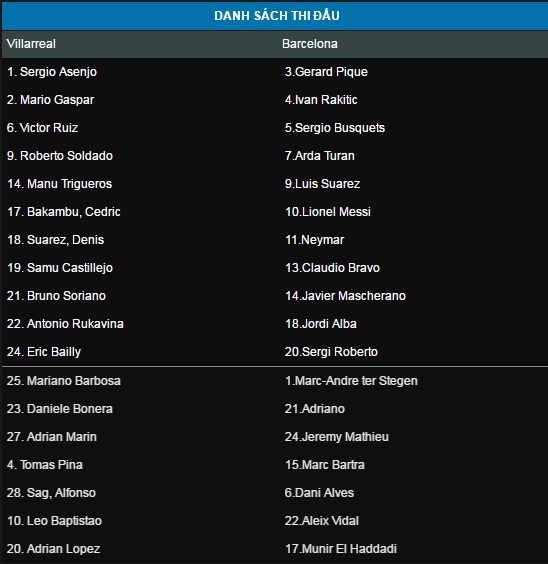 DANH SÁCH THI ĐẤU
Villarreal Barcelona
1. Sergio Asenjo 3.Gerard Pique
2. Mario Gaspar 4.Ivan Rakitic
6. Victor Ruiz 5.Sergio Busquets
9. Roberto Soldado 7.Arda Turan
14. Manu Trigueros 9.Luis Suarez
17. Bakambu, Cedric 10.Lionel Messi
18. Suarez, Denis 11.Neymar
19. Samu Castillejo 13.Claudio Bravo
21. Bruno Soriano 14.Javier Mascherano
22. Antonio Rukavina 18.Jordi Alba
24. Eric Bailly 20.Sergi Roberto
25. Mariano Barbosa 1.Marc-Andre ter Stegen
23. Daniele Bonera 21.Adriano
27. Adrian Marin 24.Jeremy Mathieu
4. Tomas Pina 15.Marc Bartra
28. Sag, Alfonso 6.Dani Alves
10. Leo Baptistao 22.Aleix Vidal
20. Adrian Lopez 17.Munir El Haddadi